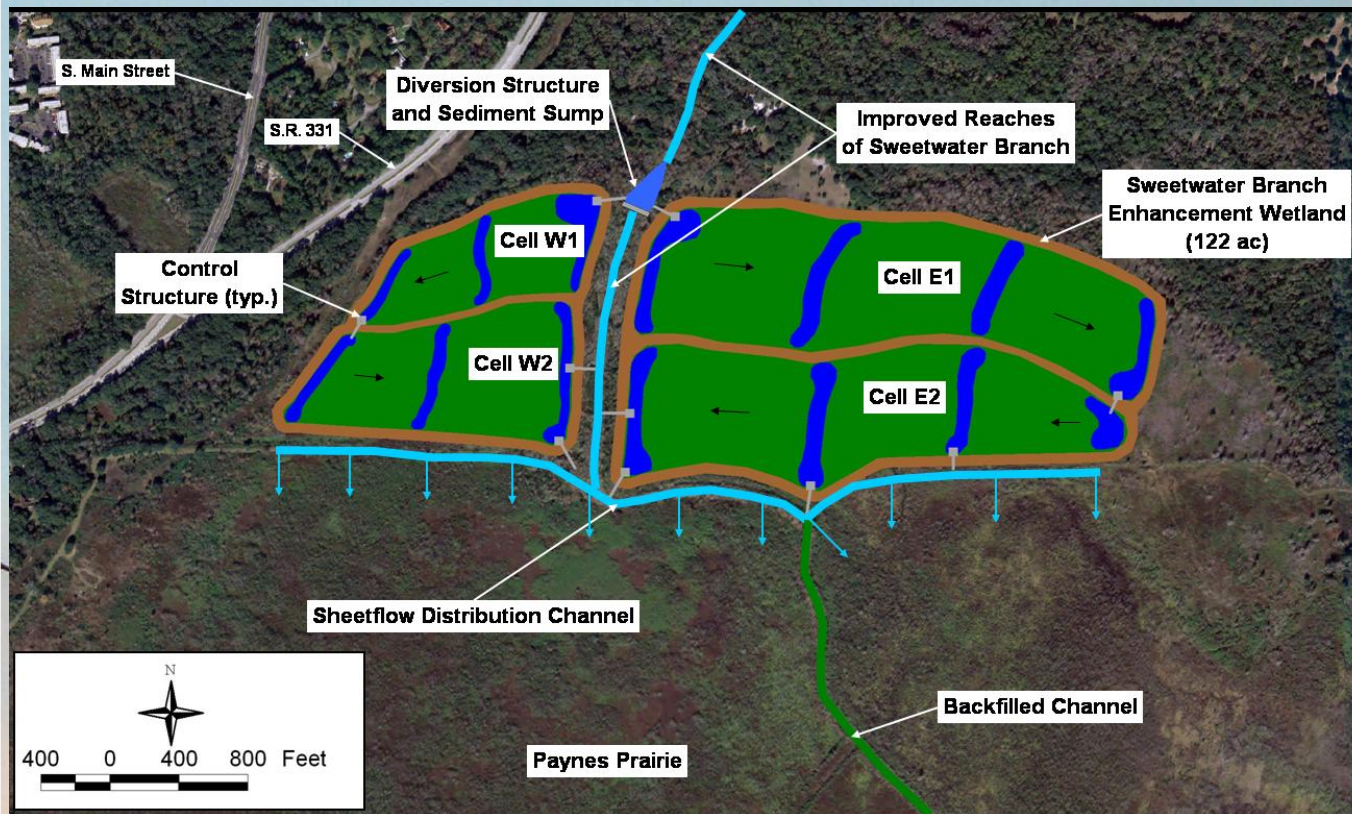 S. Main Street
S.R. 331
Diversion Structure
and Sediment Sump
Improved Reaches
of Sweetwater Branch
Sweetwater Branch
Enhancement Wetland
(122 ac)
Control
Structure (typ.)
Cell W1
Cell E1
Cell W2
Cell E2
Sheetflow Distribution Channel
Backfilled Channel
Paynes Prairie
N
400 0 400 800 Feet